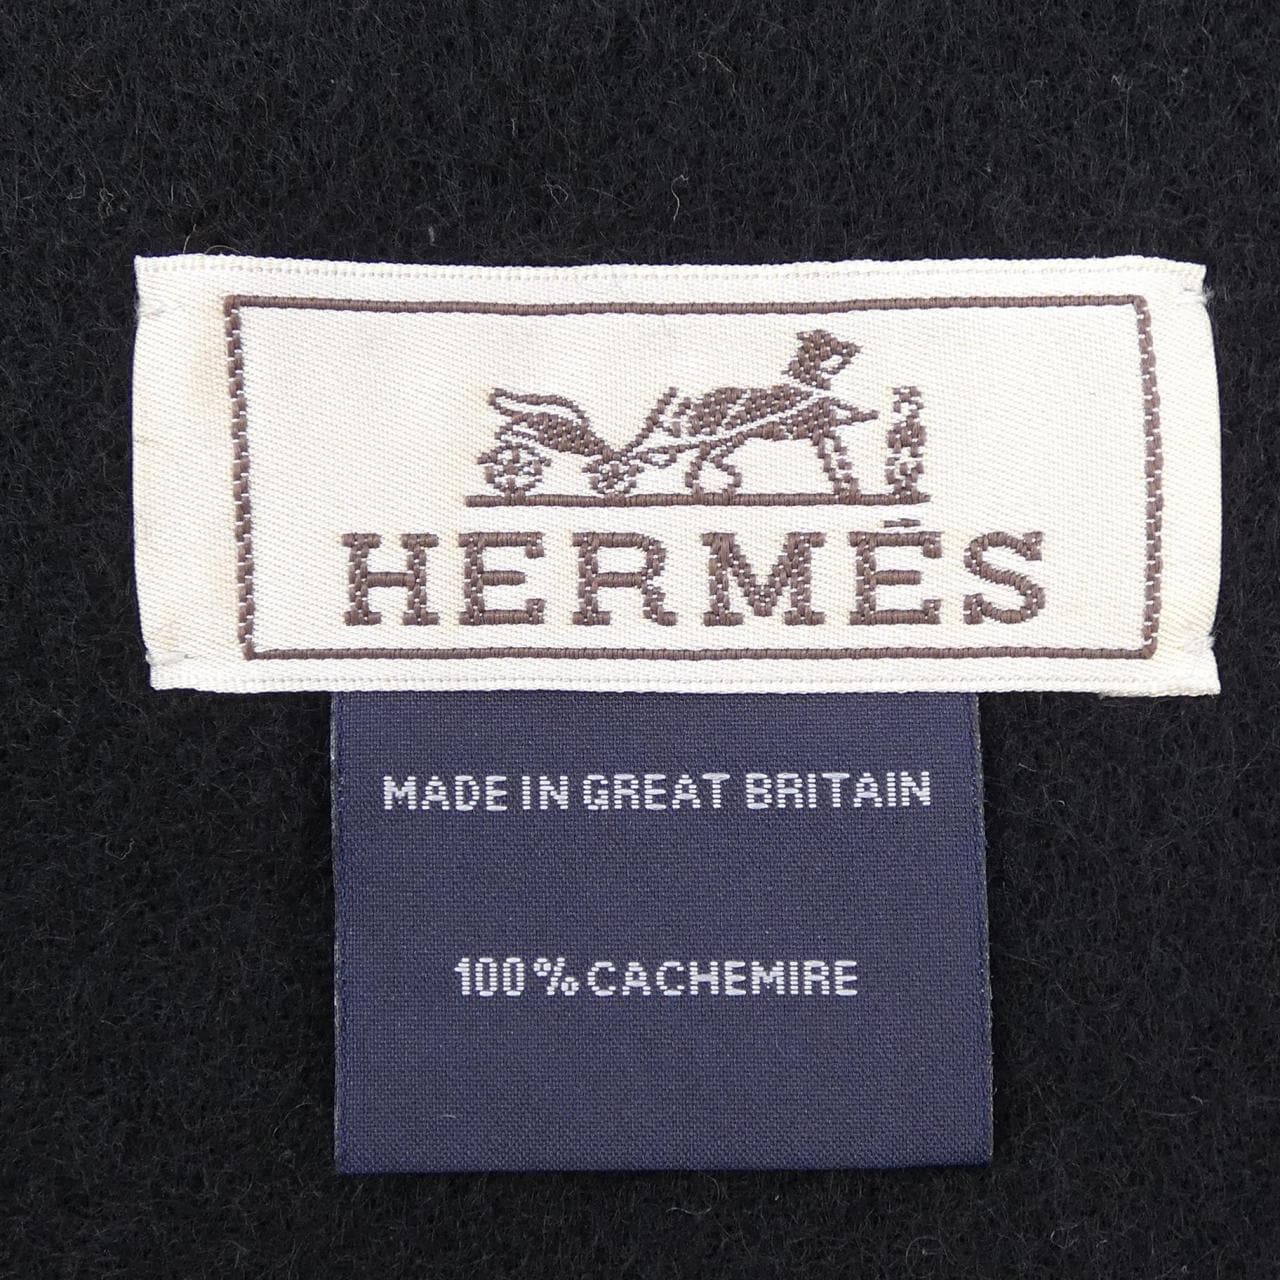 HERMÈS
MADE IN GREAT BRITAIN
100% CACHEMIRE